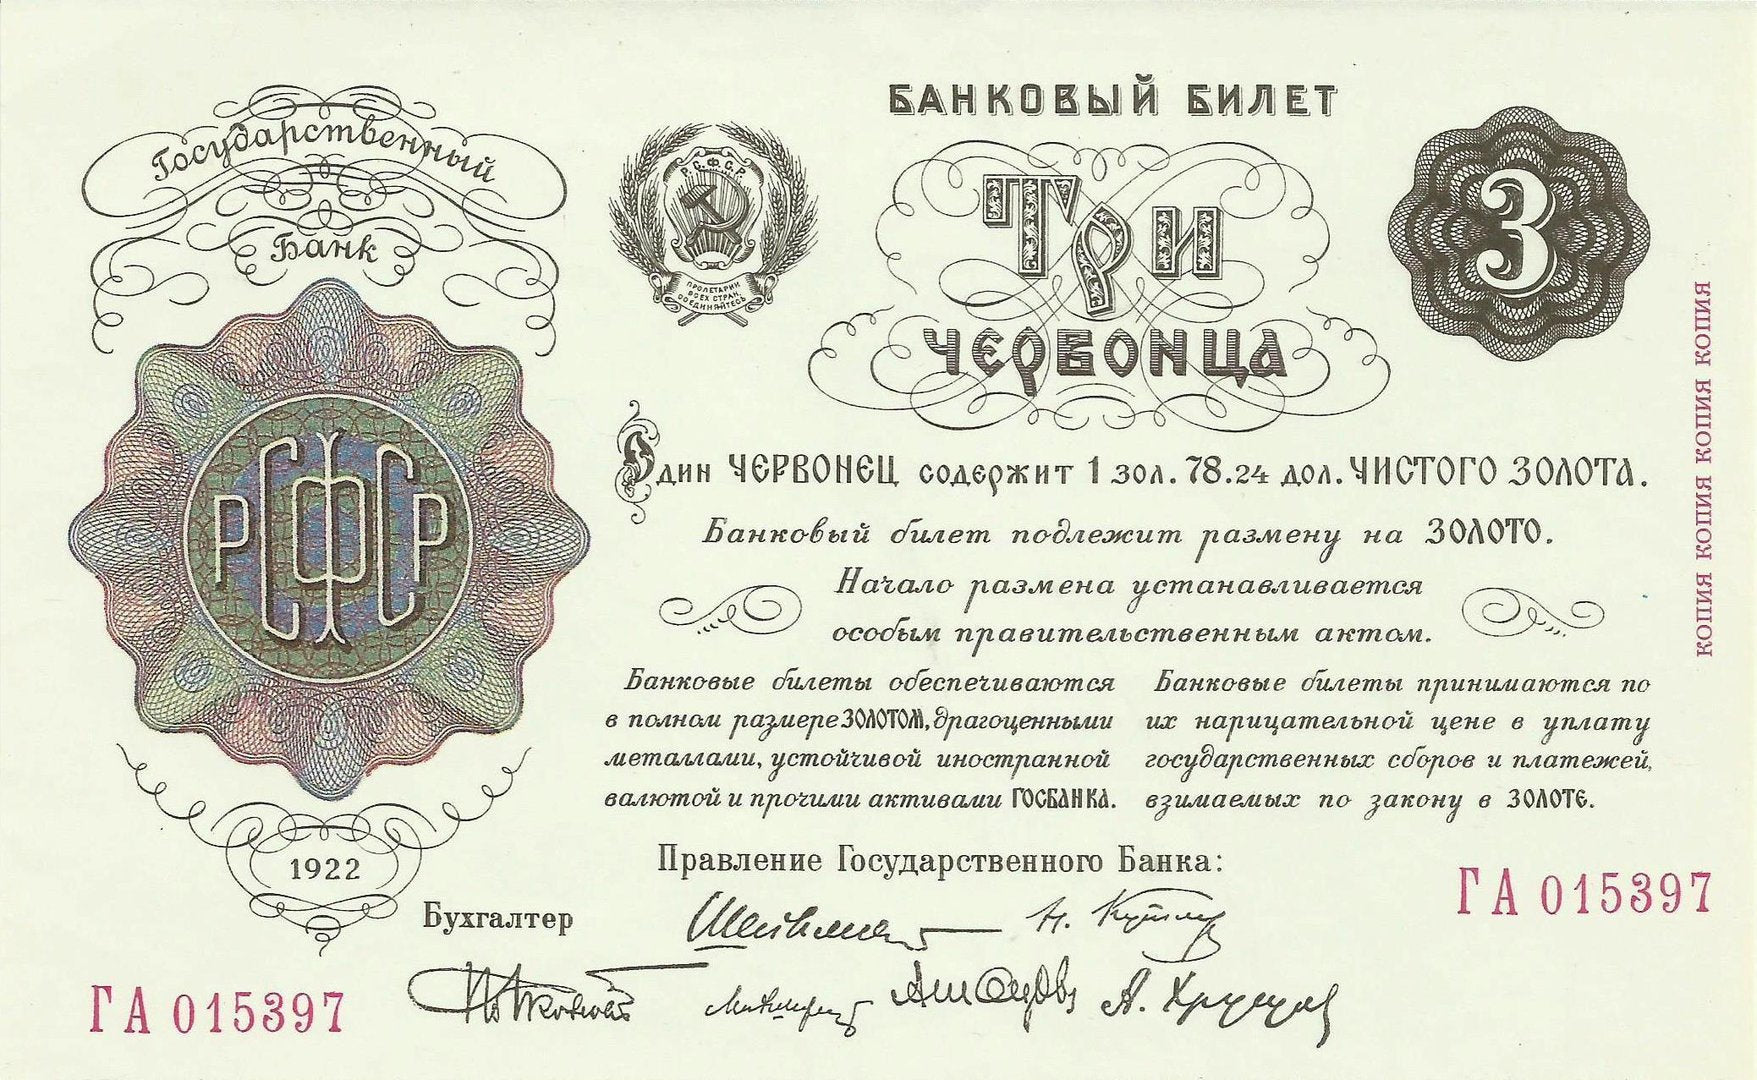 Государственный
Банк
РСФСР
1922
Р.С.Ф.С.Р.
ПРОЛЕТАРИИ
ВСЕХ СТРАН,
СОЕДИНЯЙТЕСЬ
БАНКОВЫЙ БИЛЕТ
ТРИ
ЧЕРВОНЦА
3
Один ЧЕРВОНЕЦ содержит 1 зол. 78.24 дол. ЧИСТОГО ЗОЛОТА.
Банковый билет подлежит размену на ЗОЛОТО.
Начало размена устанавливается
особым правительственным актом.
Банковые билеты обеспечиваются
в полном размере ЗОЛОТОМ, драгоценными
металлами, устойчивой иностранной
валютой и прочими активами ГОСБАНКА.
Банковые билеты принимаются по
их нарицательной цене в уплату
государственных сборов и платежей,
взимаемых по закону в ЗОЛОТЕ.
Правление Государственного Банка:
Бухгалтер
ГА 015397
ГА 015397
КОПИЯ КОПИЯ КОПИЯ КОПИЯ